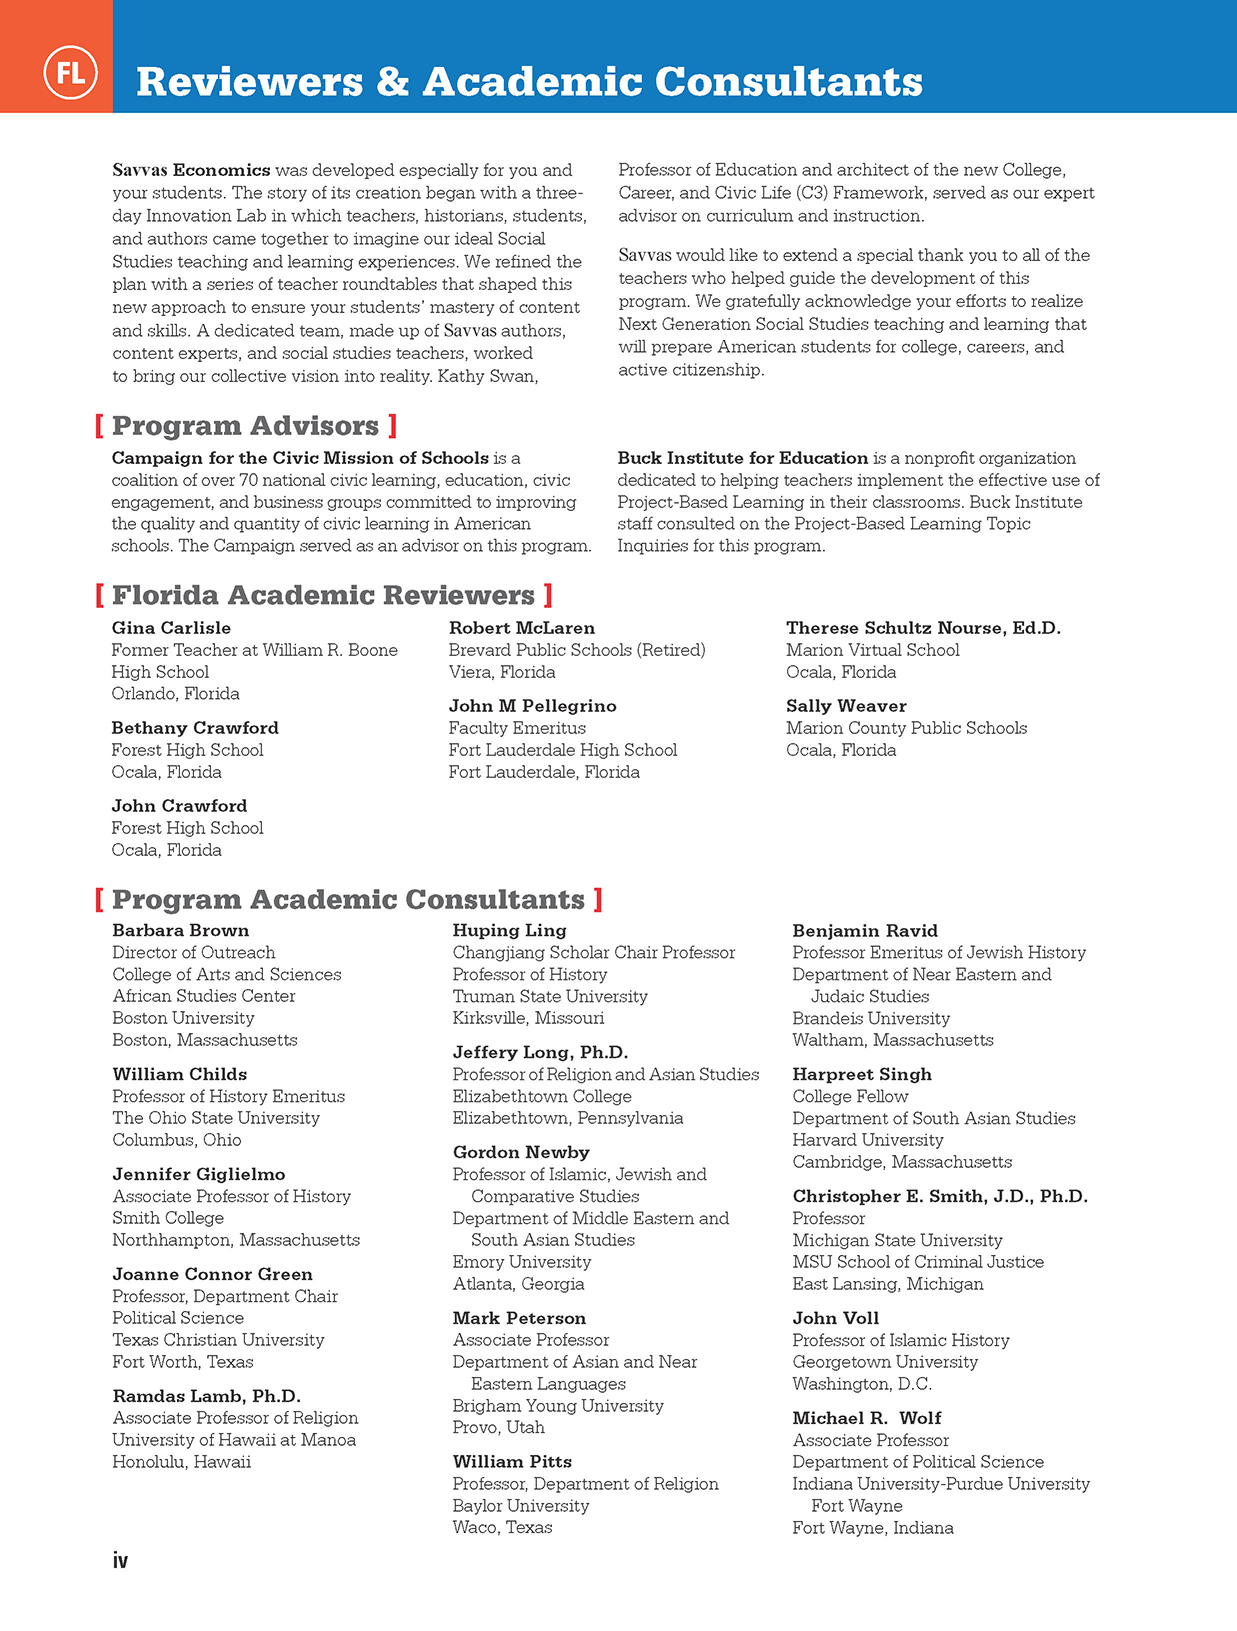 FL
Reviewers & Academic Consultants
Savvas Economics was developed especially for you and
your students. The story of its creation began with a three-
day Innovation Lab in which teachers, historians, students,
and authors came together to imagine our ideal Social
Studies teaching and learning experiences. We refined the
plan with a series of teacher roundtables that shaped this
new approach to ensure your students’ mastery of content
and skills. A dedicated team, made up of Savvas authors,
content experts, and social studies teachers, worked
to bring our collective vision into reality. Kathy Swan,
Professor of Education and architect of the new College,
Career, and Civic Life (C3) Framework, served as our expert
advisor on curriculum and instruction.
Savvas would like to extend a special thank you to all of the
teachers who helped guide the development of this
program. We gratefully acknowledge your efforts to realize
Next Generation Social Studies teaching and learning that
will prepare American students for college, careers, and
active citizenship.
[ Program Advisors ]
Campaign for the Civic Mission of Schools is a
coalition of over 70 national civic learning, education, civic
engagement, and business groups committed to improving
the quality and quantity of civic learning in American
schools. The Campaign served as an advisor on this program.
Buck Institute for Education is a nonprofit organization
dedicated to helping teachers implement the effective use of
Project-Based Learning in their classrooms. Buck Institute
staff consulted on the Project-Based Learning Topic
Inquiries for this program.
[ Florida Academic Reviewers ]
Gina Carlisle
Former Teacher at William R. Boone
High School
Orlando, Florida
Bethany Crawford
Forest High School
Ocala, Florida
John Crawford
Forest High School
Ocala, Florida
Robert McLaren
Brevard Public Schools (Retired)
Viera, Florida
John M Pellegrino
Faculty Emeritus
Fort Lauderdale High School
Fort Lauderdale, Florida
Therese Schultz Nourse, Ed.D.
Marion Virtual School
Ocala, Florida
Sally Weaver
Marion County Public Schools
Ocala, Florida
[ Program Academic Consultants ]
Barbara Brown
Director of Outreach
College of Arts and Sciences
African Studies Center
Boston University
Boston, Massachusetts
William Childs
Professor of History Emeritus
The Ohio State University
Columbus, Ohio
Jennifer Giglielmo
Associate Professor of History
Smith College
Northhampton, Massachusetts
Joanne Connor Green
Professor, Department Chair
Political Science
Texas Christian University
Fort Worth, Texas
Ramdas Lamb, Ph.D.
Associate Professor of Religion
University of Hawaii at Manoa
Honolulu, Hawaii
Huping Ling
Changjiang Scholar Chair Professor
Professor of History
Truman State University
Kirksville, Missouri
Jeffery Long, Ph.D.
Professor of Religion and Asian Studies
Elizabethtown College
Elizabethtown, Pennsylvania
Gordon Newby
Professor of Islamic, Jewish and
Comparative Studies
Department of Middle Eastern and
South Asian Studies
Emory University
Atlanta, Georgia
Mark Peterson
Associate Professor
Department of Asian and Near
Eastern Languages
Brigham Young University
Provo, Utah
William Pitts
Professor, Department of Religion
Baylor University
Waco, Texas
Benjamin Ravid
Professor Emeritus of Jewish History
Department of Near Eastern and
Judaic Studies
Brandeis University
Waltham, Massachusetts
Harpreet Singh
College Fellow
Department of South Asian Studies
Harvard University
Cambridge, Massachusetts
Christopher E. Smith, J.D., Ph.D.
Professor
Michigan State University
MSU School of Criminal Justice
East Lansing, Michigan
John Voll
Professor of Islamic History
Georgetown University
Washington, D.C.
Michael R. Wolf
Associate Professor
Department of Political Science
Indiana University-Purdue University
Fort Wayne
Fort Wayne, Indiana
iv